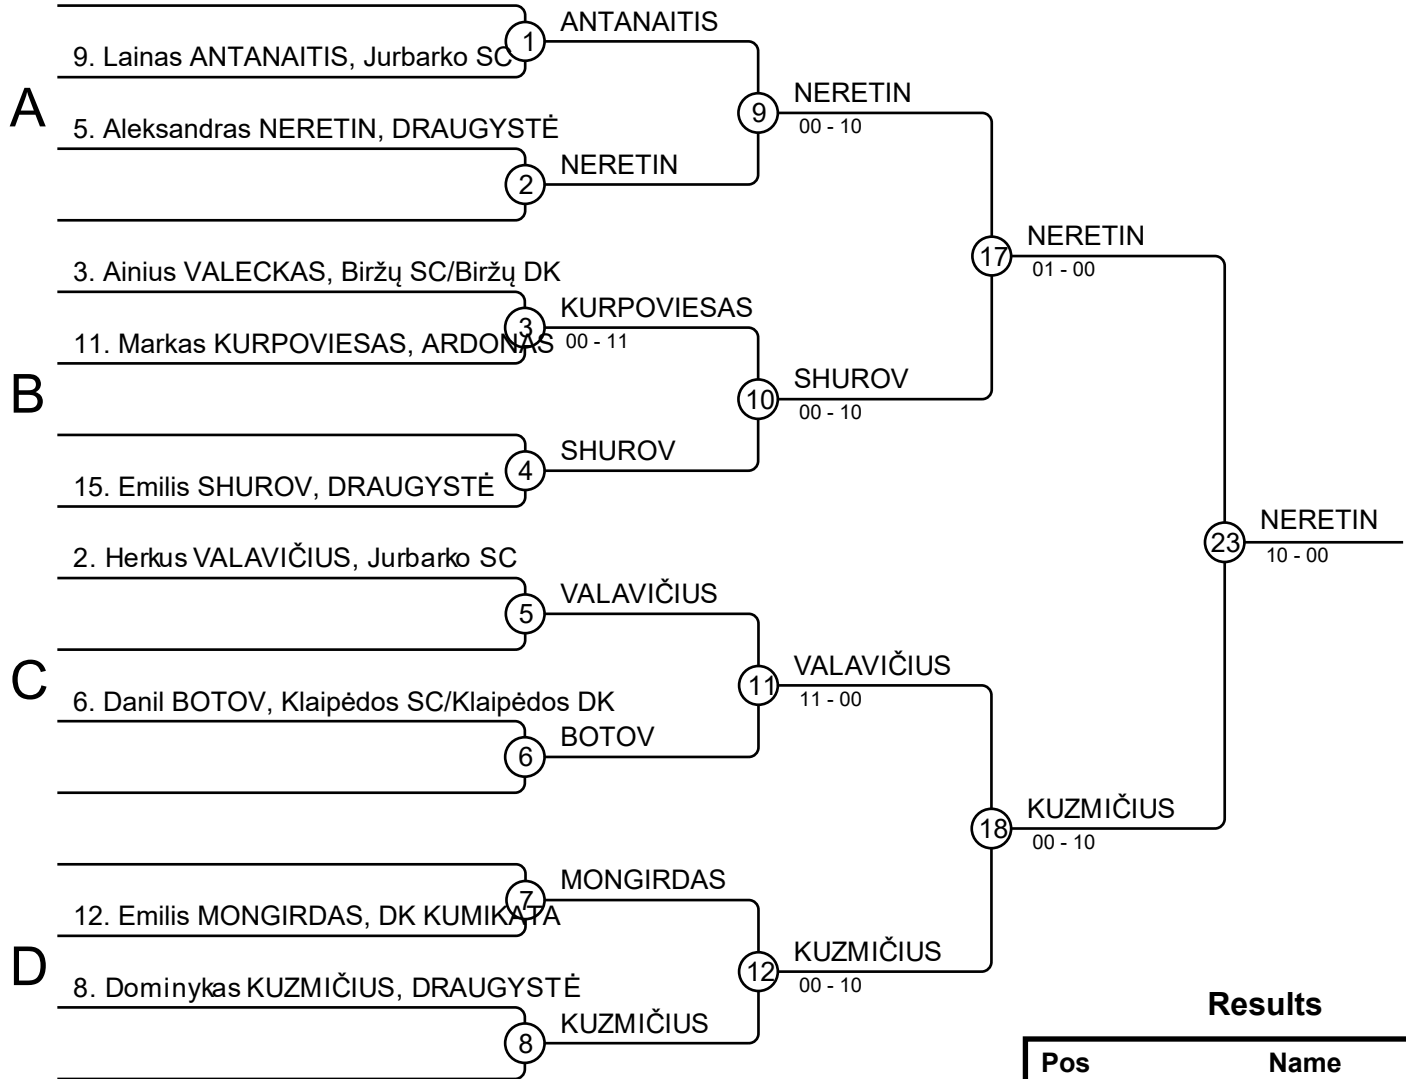 ANTANAITIS
1
9. Lainas ANTANAITIS, Jurbarko SC
A
NERETIN
9
00 - 10
5. Aleksandras NERETIN, DRAUGYSTĖ
NERETIN
2
NERETIN
17
01 - 00
3. Ainius VALECKAS, Biržų SC/Biržų DK
KURPOVIESAS
3
00 - 11
11. Markas KURPOVIESAS, ARDONAS
B
SHUROV
10
00 - 10
SHUROV
4
15. Emilis SHUROV, DRAUGYSTĖ
NERETIN
23
10 - 00
2. Herkus VALAVIČIUS, Jurbarko SC
VALAVIČIUS
5
C
VALAVIČIUS
11
11 - 00
6. Danil BOTOV, Klaipėdos SC/Klaipėdos DK
BOTOV
6
KUZMIČIUS
18
00 - 10
MONGIRDAS
7
12. Emilis MONGIRDAS, DK KUMIKATA
D
KUZMIČIUS
12
00 - 10
8. Dominykas KUZMIČIUS, DRAUGYSTĖ
KUZMIČIUS
8
Results
Pos Name